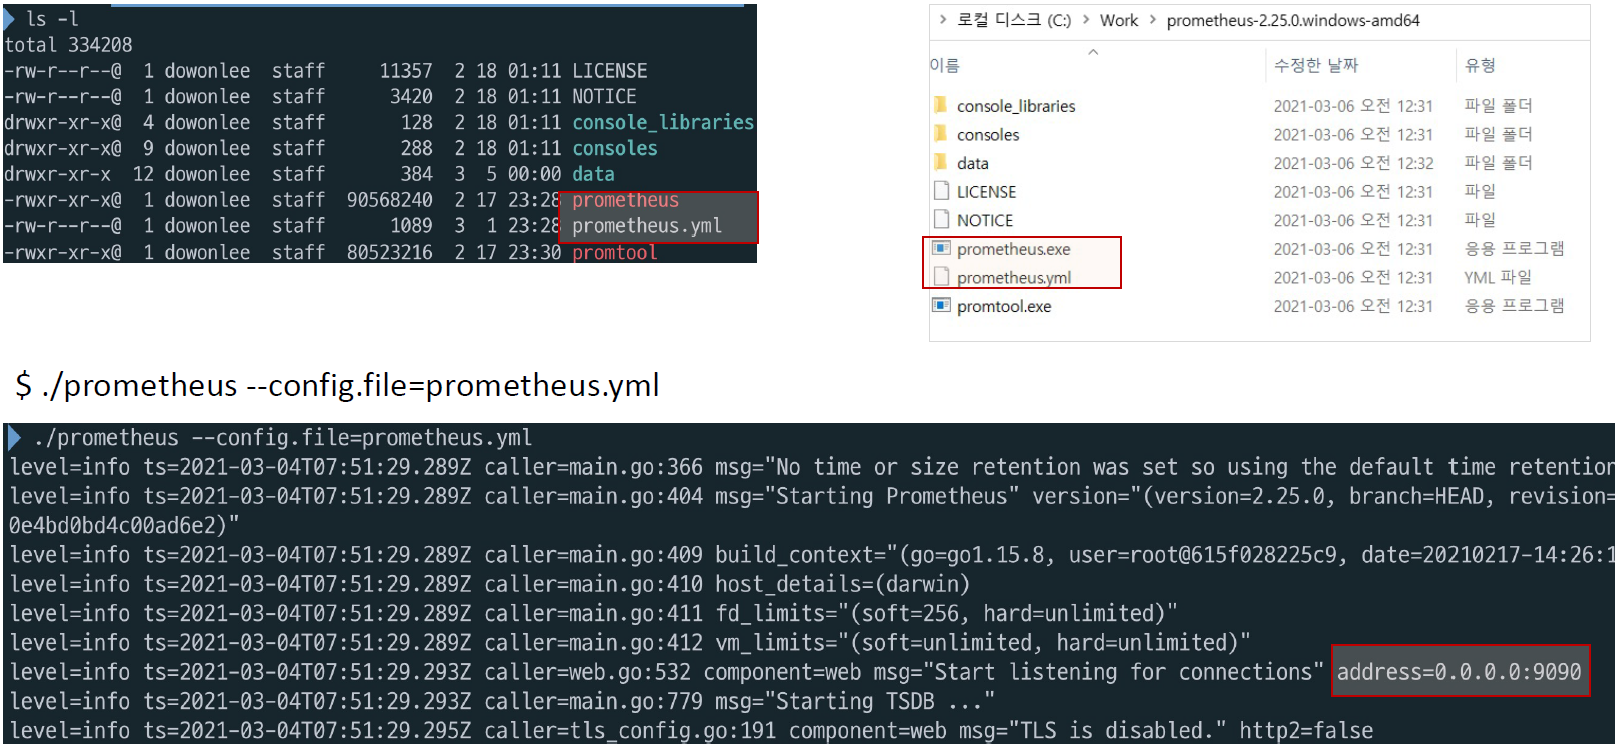 ls -l
total 334208
-rw-r--r--@ 1 dowonlee staff 11357 2 18 01:11 LICENSE
-rw-r--r--@ 1 dowonlee staff 3420 2 18 01:11 NOTICE
drwxr-xr-x@ 4 dowonlee staff 128 2 18 01:11 console_libraries
drwxr-xr-x@ 9 dowonlee staff 288 2 18 01:11 consoles
drwxr-xr-x 12 dowonlee staff 384 3 5 00:00 data
-rwxr-xr-x@ 1 dowonlee staff 90568240 2 17 23:28 prometheus
-rw-r--r--@ 1 dowonlee staff 1089 3 1 23:28 prometheus.yml
-rwxr-xr-x@ 1 dowonlee staff 80523216 2 17 23:30 promtool
> 로컬 디스크 (C:) > Work > prometheus-2.25.0.windows-amd64
이름 수정한 날짜 유형
console_libraries 2021-03-06 오전 12:31 파일 폴더
consoles 2021-03-06 오전 12:31 파일 폴더
data 2021-03-06 오전 12:32 파일 폴더
LICENSE 2021-03-06 오전 12:31 파일
NOTICE 2021-03-06 오전 12:31 파일
prometheus.exe 2021-03-06 오전 12:31 응용 프로그램
prometheus.yml 2021-03-06 오전 12:31 YML 파일
promtool.exe 2021-03-06 오전 12:31 응용 프로그램
$ ./prometheus --config.file=prometheus.yml
./prometheus --config.file=prometheus.yml
level=info ts=2021-03-04T07:51:29.289Z caller=main.go:366 msg="No time or size retention was set so using the default time retention
level=info ts=2021-03-04T07:51:29.289Z caller=main.go:404 msg="Starting Prometheus" version="(version=2.25.0, branch=HEAD, revision=
0e4bd0bd4c00ad6e2)"
level=info ts=2021-03-04T07:51:29.289Z caller=main.go:409 build_context="(go=go1.15.8, user=root@615f028225c9, date=20210217-14:26:1
level=info ts=2021-03-04T07:51:29.289Z caller=main.go:410 host_details=(darwin)
level=info ts=2021-03-04T07:51:29.289Z caller=main.go:411 fd_limits="(soft=256, hard=unlimited)"
level=info ts=2021-03-04T07:51:29.289Z caller=main.go:412 vm_limits="(soft=unlimited, hard=unlimited)"
level=info ts=2021-03-04T07:51:29.293Z caller=web.go:532 component=web msg="Start listening for connections" address=0.0.0.0:9090
level=info ts=2021-03-04T07:51:29.293Z caller=main.go:779 msg="Starting TSDB ..."
level=info ts=2021-03-04T07:51:29.295Z caller=tls_config.go:191 component=web msg="TLS is disabled." http2=false